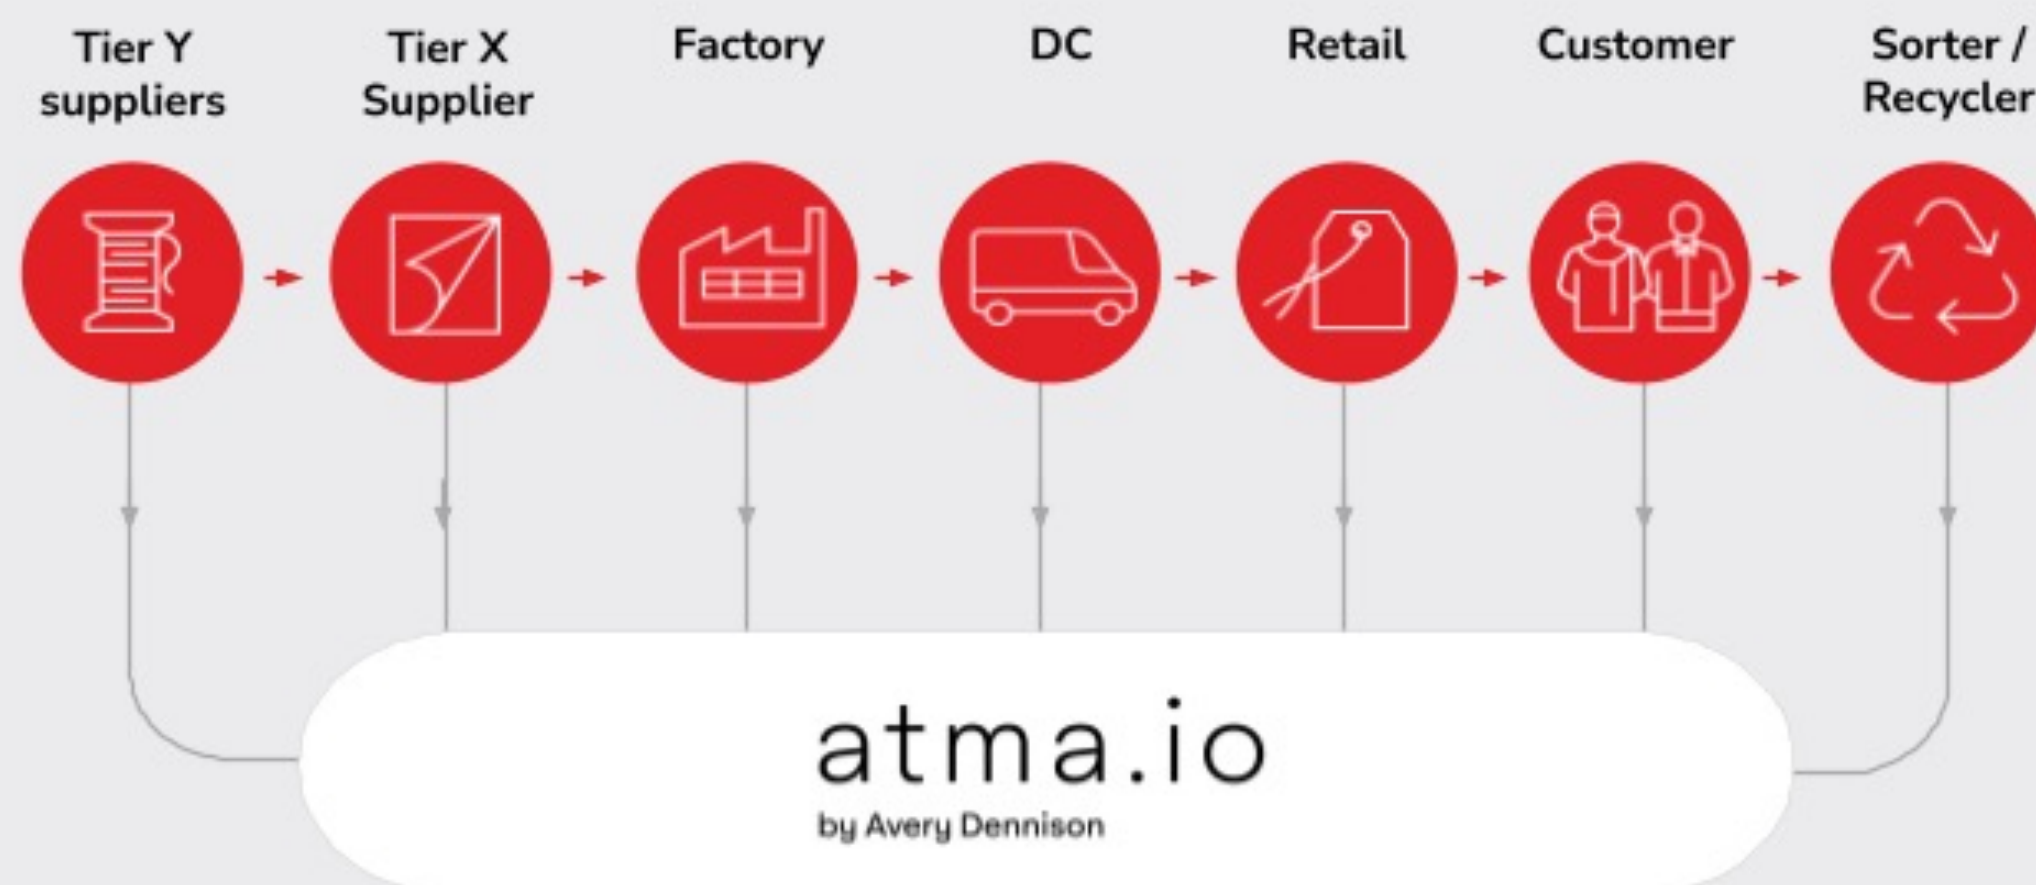 Tier Y
suppliers
Tier X
Supplier
Factory
DC
Retail
Customer
Sorter /
Recycler
atma.io
by Avery Dennison